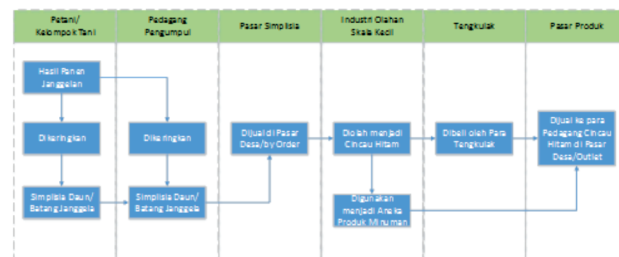 Petani/
Kelompok Tani
Pedagang
Pengumpul
Pasar Simplisia
Industri Olahan
Skala Kecil
Tengkulak
Pasar Produk
Hasil Panen
Janggelan
Dikeringkan
Dikeringkan
Dijual di Pasar
Desa/by Order
Diolah menjadi
Cincau Hitam
Dibeli oleh Para
Tengkulak
Dijual ke para
Pedagang Cincau
Hitam di Pasar
Desa/Outlet
Simplisia Daun/
Batang Janggela
Simplisia Daun/
Batang Janggela
Digunakan
menjadi Aneka
Produk Minuman